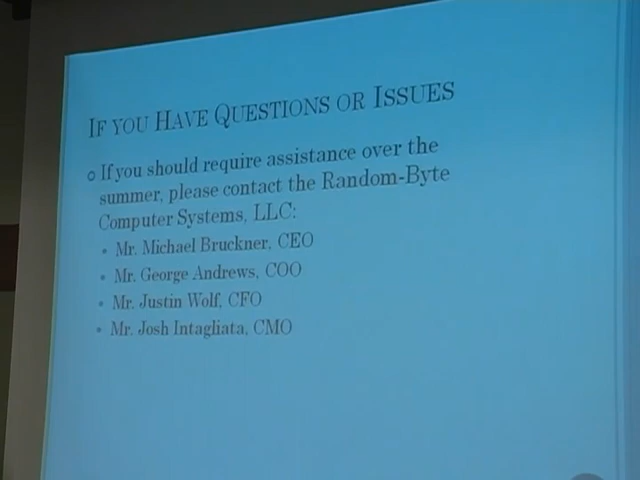 IF YOU HAVE QUESTIONS OR ISSUES
If you should require assistance over the
summer, please contact the Random-Byte
Computer Systems, LLC:
Mr. Michael Bruckner, CEO
Mr. George Andrews, COO
Mr. Justin Wolf, CFO
Mr. Josh Intagliata, CMO